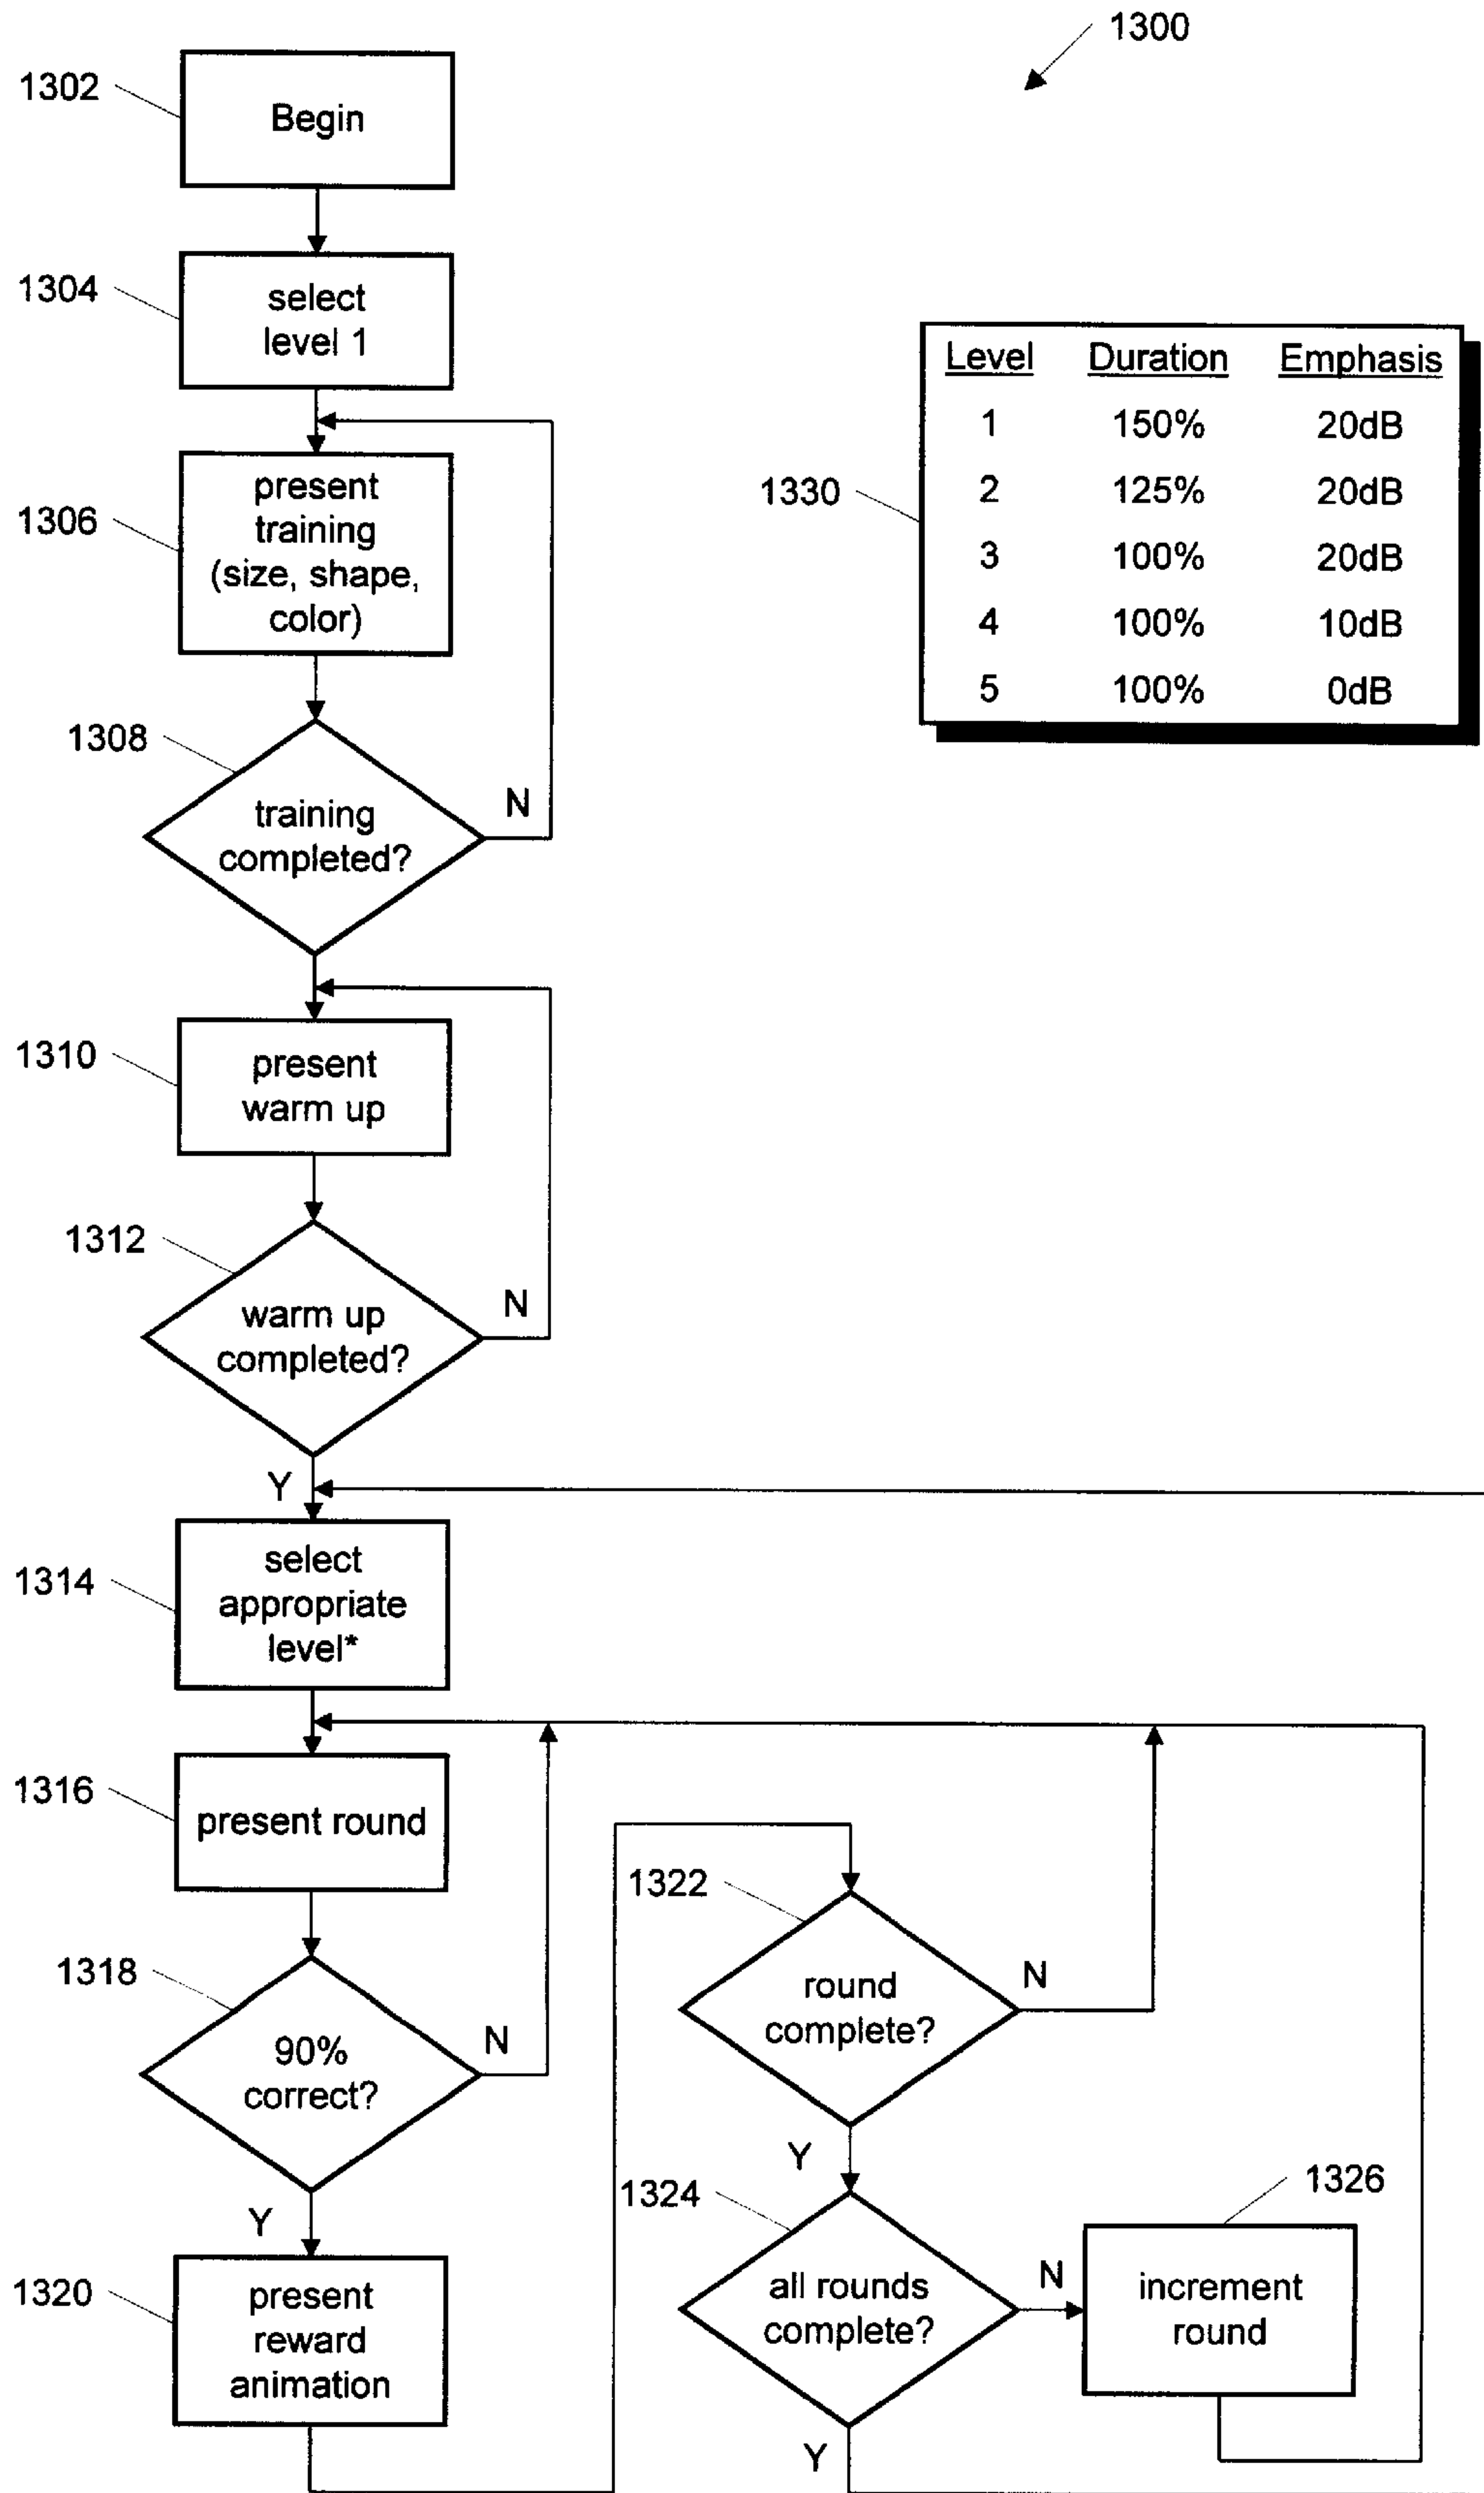 1300
1302
Begin
1304
select
level 1
1306
present
training
(size, shape,
color)
1308
training
completed?
N
1310
present
warm up
1312
warm up
completed?
N
Y
1314
select
appropriate
level*
1316
present round
1318
90%
correct?
N
Y
1320
present
reward
animation
1322
round
complete?
N
Y
1324
all rounds
complete?
N
Y
1326
increment
round
1330
Level Duration Emphasis
1 150% 20dB
2 125% 20dB
3 100% 20dB
4 100% 10dB
5 100% 0dB